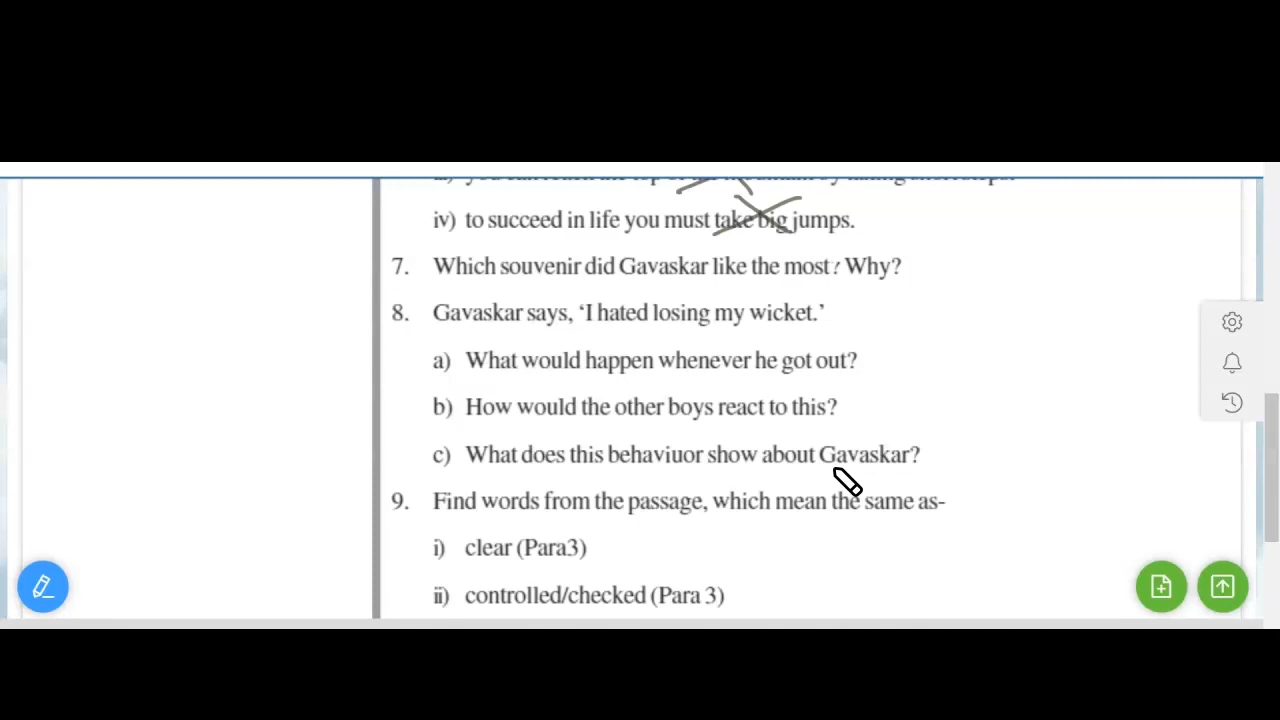 iv) to succeed in life you must take big jumps.
7. Which souvenir did Gavaskar like the most? Why?
8. Gavaskar says, ‘I hated losing my wicket.’
a) What would happen whenever he got out?
b) How would the other boys react to this?
c) What does this behaviuor show about Gavaskar?
9. Find words from the passage, which mean the same as-
i) clear (Para3)
ii) controlled/checked (Para 3)